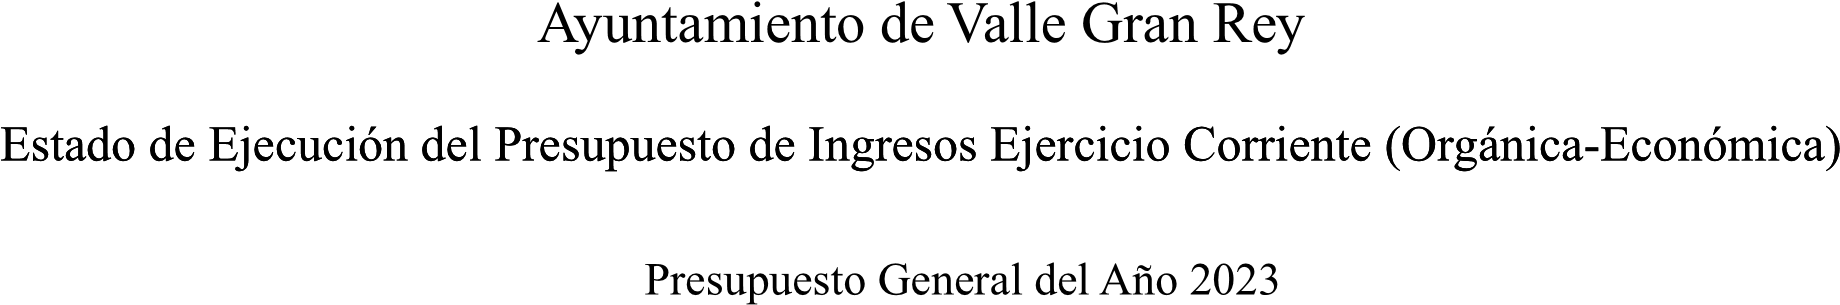 Ayuntamiento de Valle Gran Rey
Estado de Ejecución del Presupuesto de Ingresos Ejercicio Corriente (Orgánica-Económica)
Presupuesto General del Año 2023